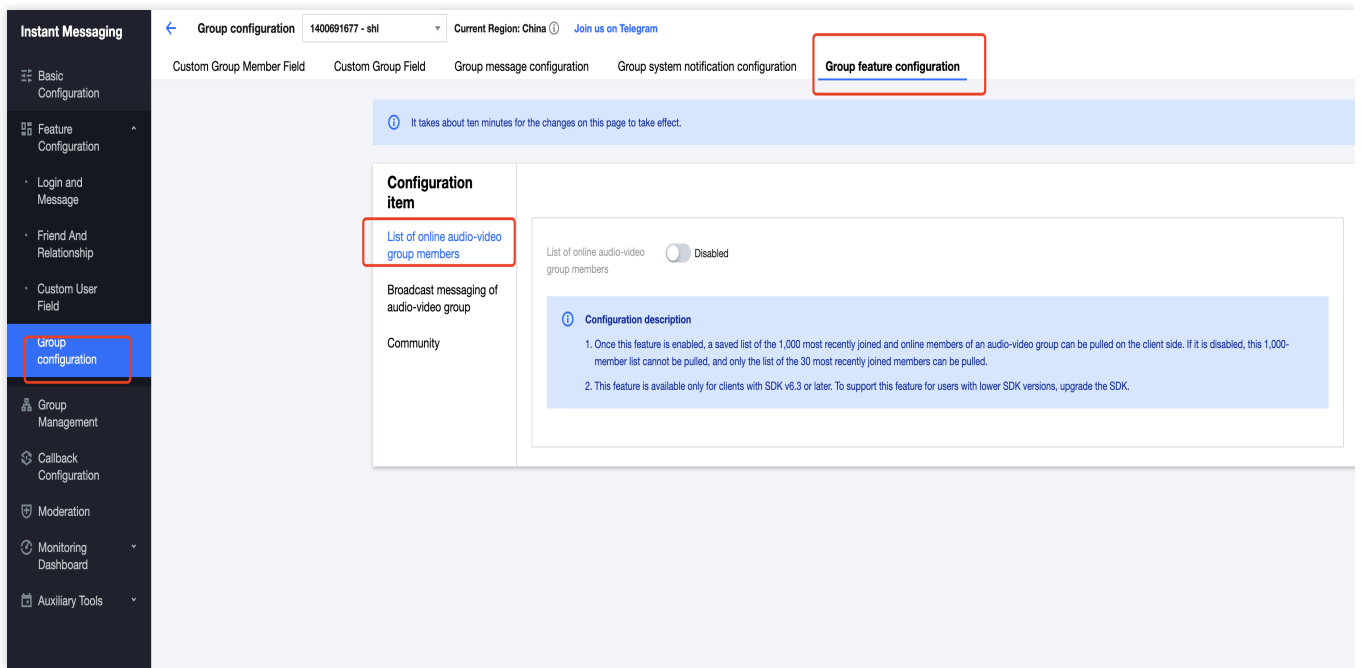 Instant Messaging
Group configuration
1400691677 - shl
Current Region: China
Join us on Telegram
Custom Group Member Field
Custom Group Field
Group message configuration
Group system notification configuration
Group feature configuration
Basic
Configuration
Feature
Configuration
Login and
Message
Friend And
Relationship
Custom User
Field
Group
configuration
Group
Management
Callback
Configuration
Moderation
Monitoring
Dashboard
Auxiliary Tools
It takes about ten minutes for the changes on this page to take effect.
Configuration
item
List of online audio-video
group members
Broadcast messaging of
audio-video group
Community
List of online audio-video
group members
Disabled
Configuration description
1. Once this feature is enabled, a saved list of the 1,000 most recently joined and online members of an audio-video group can be pulled on the client side. If it is disabled, this 1,000-
member list cannot be pulled, and only the list of the 30 most recently joined members can be pulled.
2. This feature is available only for clients with SDK v6.3 or later. To support this feature for users with lower SDK versions, upgrade the SDK.